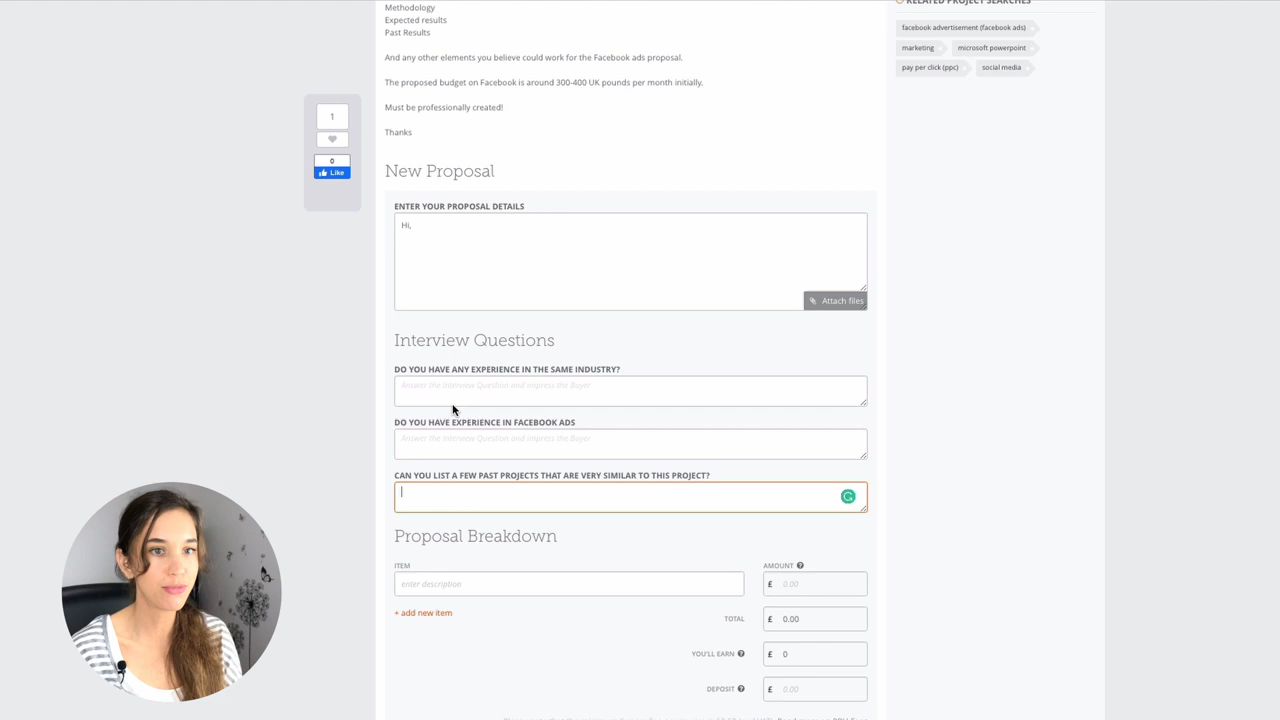 Methodology
Expected results
Past Results
And any other elements you believe could work for the Facebook ads proposal.
The proposed budget on Facebook is around 300-400 UK pounds per month initially.
Must be professionally created!
Thanks
RELATED PROJECT SEARCHES
facebook advertisement (facebook ads)
marketing
microsoft powerpoint
pay per click (ppc)
social media
1
0
Like
New Proposal
ENTER YOUR PROPOSAL DETAILS
Hi,
Attach files
Interview Questions
DO YOU HAVE ANY EXPERIENCE IN THE SAME INDUSTRY?
Answer the Interview Question and impress the Buyer
DO YOU HAVE EXPERIENCE IN FACEBOOK ADS
Answer the Interview Question and impress the Buyer
CAN YOU LIST A FEW PAST PROJECTS THAT ARE VERY SIMILAR TO THIS PROJECT?
Proposal Breakdown
ITEM
AMOUNT
enter description
£ 0.00
+ add new item
TOTAL
£ 0.00
YOU'LL EARN
£ 0
DEPOSIT
£ 0.00